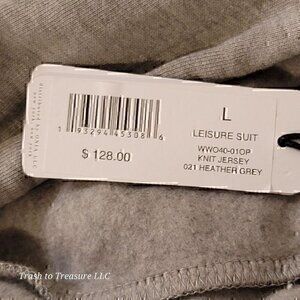 L
LEISURE SUIT
WWO40-01OP
KNIT JERSEY
021 HEATHER GREY
1 93294 45308 6
$ 128.00
Trash to Treasure LLC